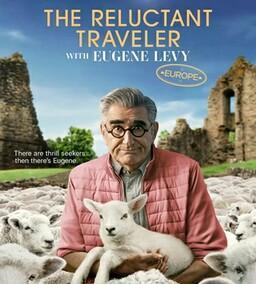 THE RELUCTANT
TRAVELER
WITH EUGENE LEVY
•EUROPE•
There are thrill seekers...
then there's Eugene.